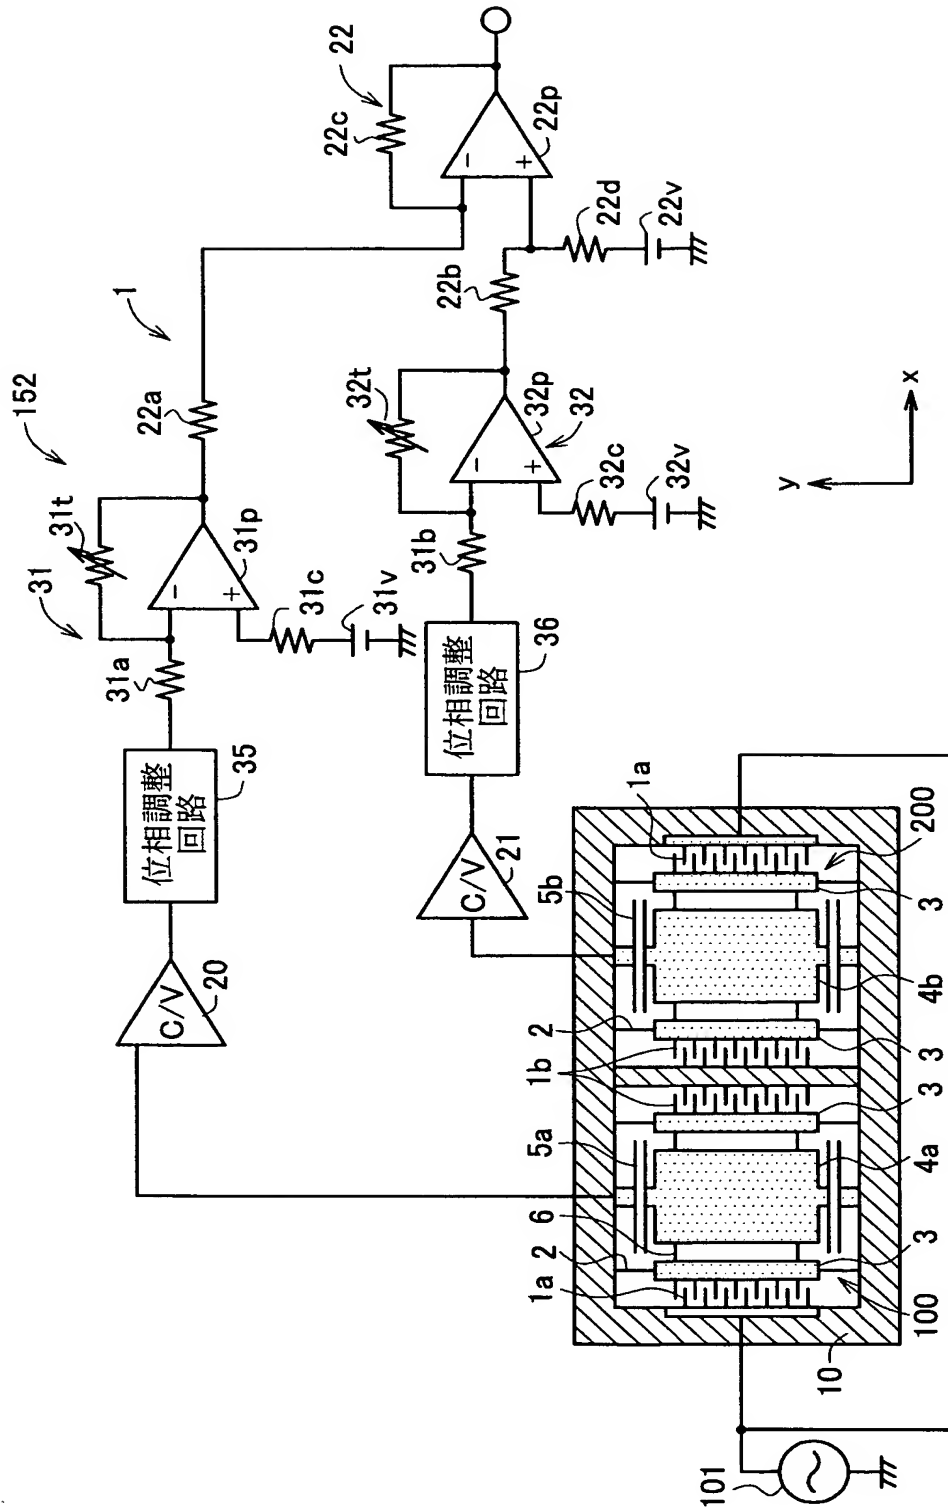 152
1
31
31t
31a
31p
31c
31v
22a
22
22c
22p
22b
22d
22v
32t
32p
32
32c
32v
31b
-
+
-
+
-
+
位相調整
回路
35
位相調整
回路
36
C/V
20
C/V
21
y
x
101
10
100
1a
2
6
5a
1b
2
5b
1a
200
3
4a
3
3
4b
3